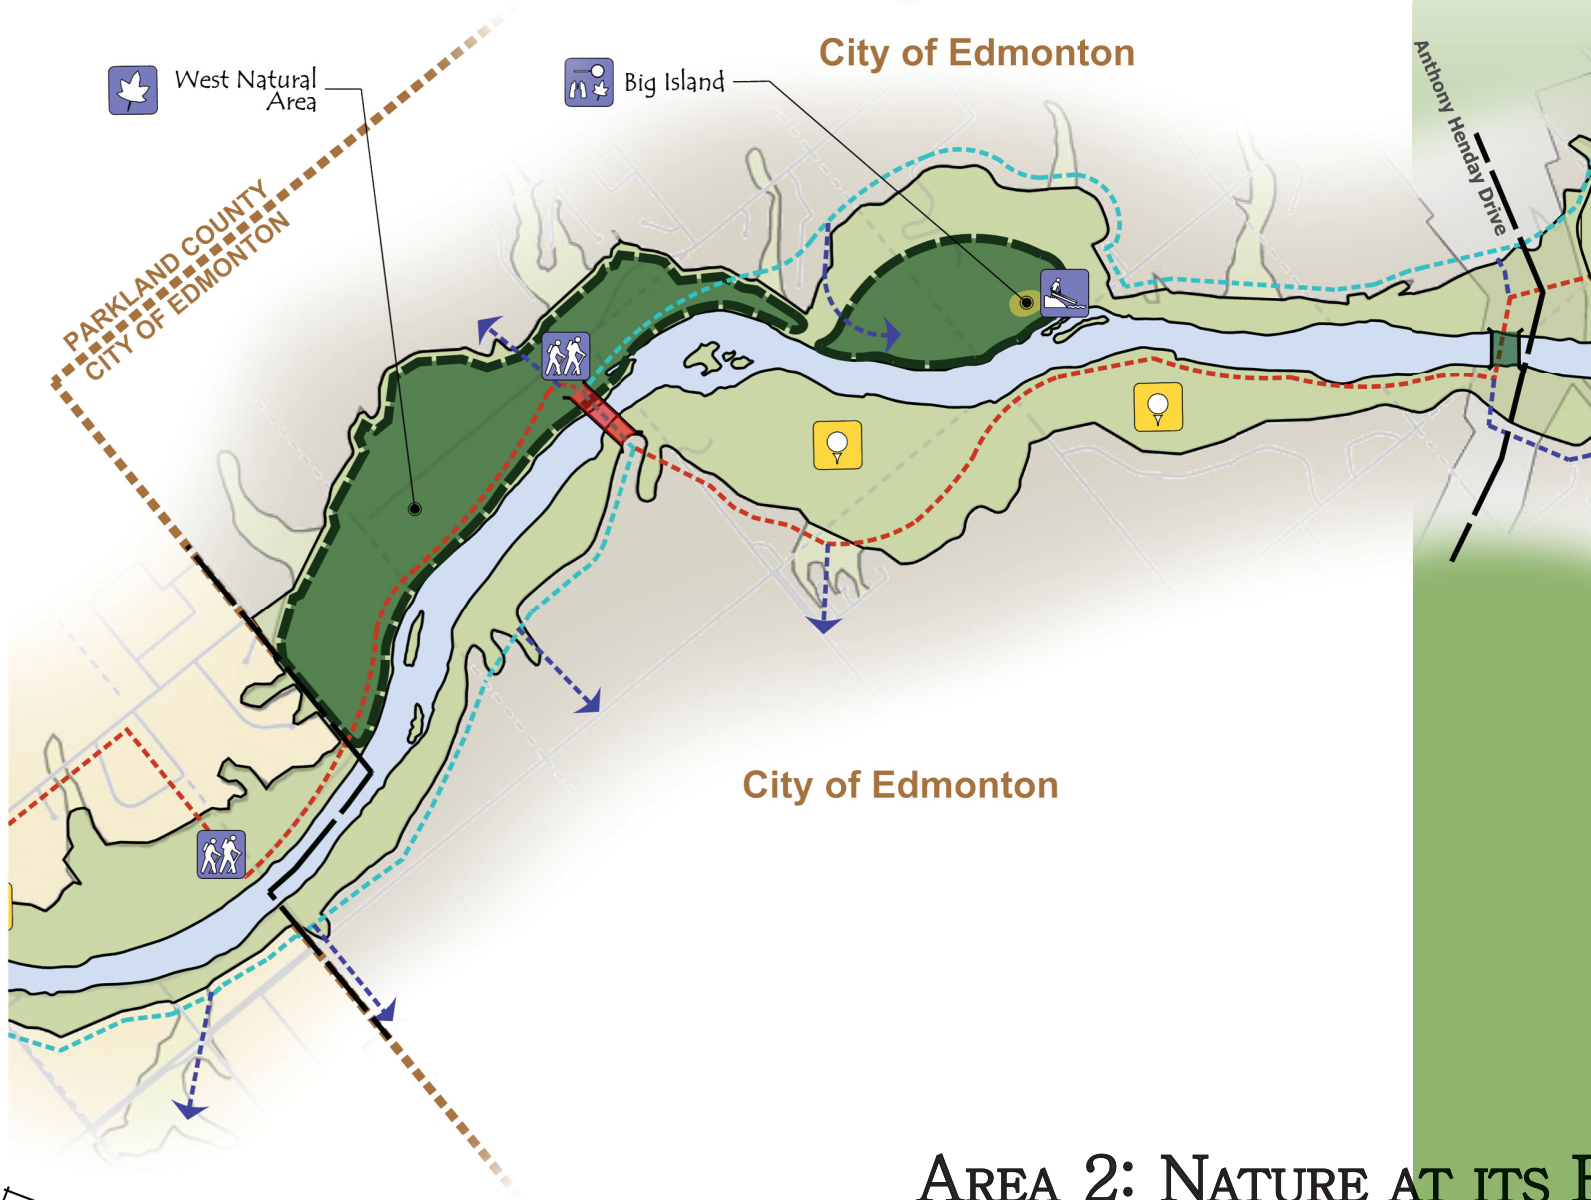 City of Edmonton
West Natural
Area
Big Island
Anthony Henday Drive
PARKLAND COUNTY
CITY OF EDMONTON
City of Edmonton
AREA 2: NATURE AT ITS